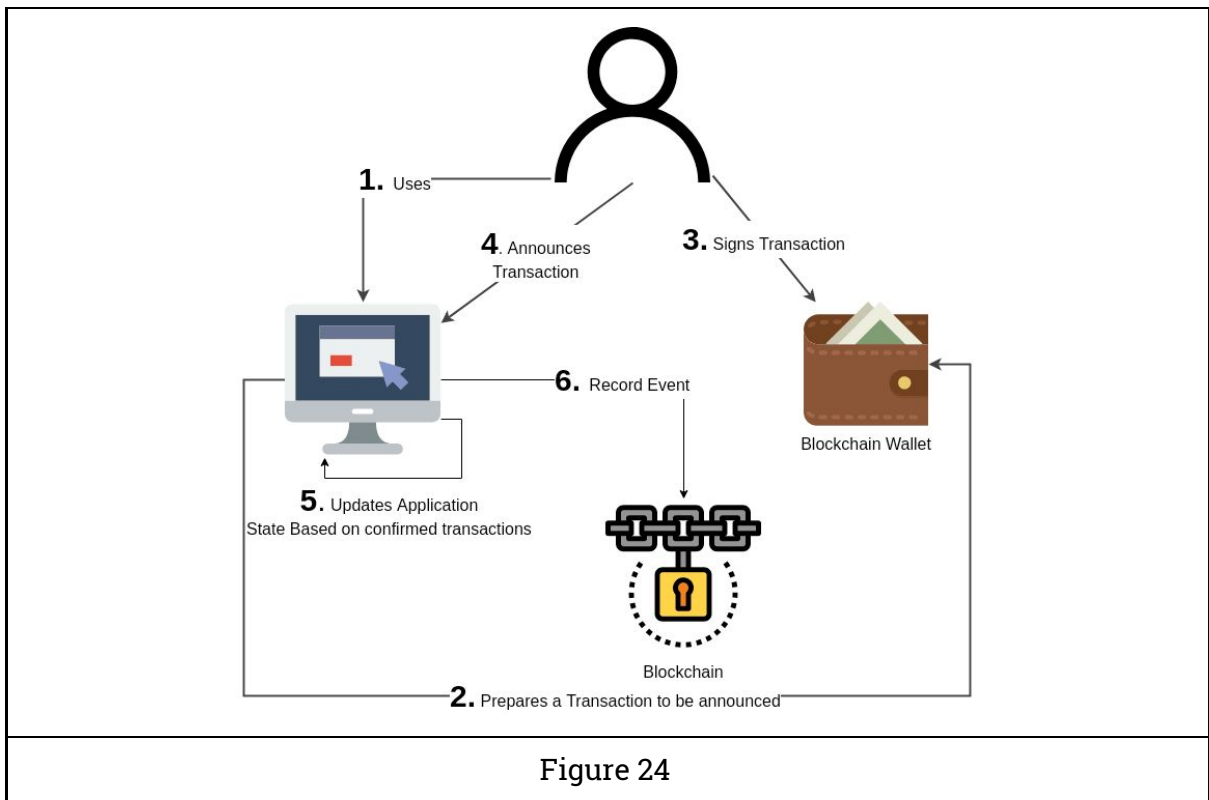 1. Uses
4. Announces
Transaction
3. Signs Transaction
6. Record Event
Blockchain Wallet
5. Updates Application
State Based on confirmed transactions
Blockchain
2. Prepares a Transaction to be announced
Figure 24